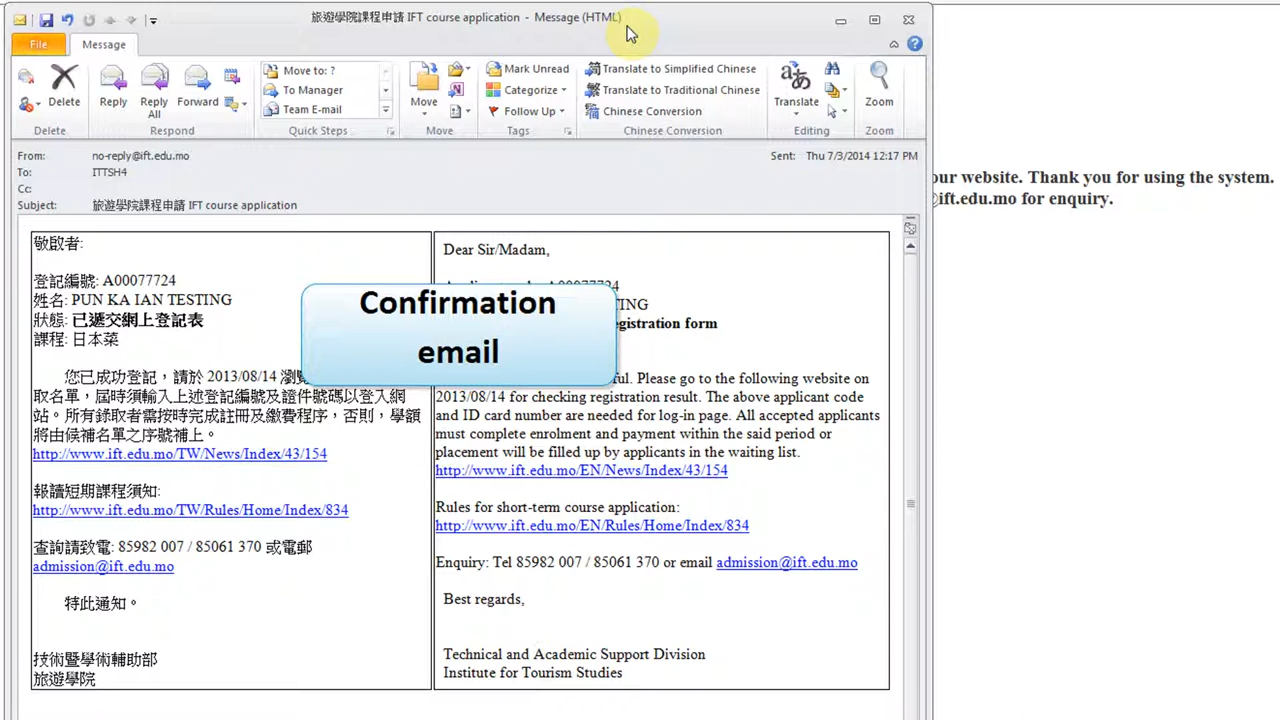 旅遊學院課程申請 IFT course application - Message (HTML)
File
Message
Delete
Reply
Reply All
Forward
Move to: ?
To Manager
Team E-mail
Move
Mark Unread
Categorize
Follow Up
Translate to Simplified Chinese
Translate to Traditional Chinese
Chinese Conversion
Translate
Zoom
Delete
Respond
Quick Steps
Move
Tags
Chinese Conversion
Editing
Zoom
From: no-reply@ift.edu.mo
Sent: Thu 7/3/2014 12:17 PM
To: ITTSH4
Cc:
Subject: 旅遊學院課程申請 IFT course application
敬啟者:
登記編號: A00077724
姓名: PUN KA IAN TESTING
狀態: 已遞交網上登記表
課程: 日本菜
您已成功登記，請於 2013/08/14 瀏
取名單，屆時須輸入上述登記編號及證件號碼以登入網
站。所有錄取者需按時完成註冊及繳費程序，否則，學額
將由候補名單之序號補上。
http://www.ift.edu.mo/TW/News/Index/43/154
報讀短期課程須知:
http://www.ift.edu.mo/TW/Rules/Home/Index/834
查詢請致電: 85982 007 / 85061 370 或電郵
admission@ift.edu.mo
特此通知。
技術暨學術輔助部
旅遊學院
Confirmation
email
Dear Sir/Madam,
TING
gistration form
ful. Please go to the following website on
2013/08/14 for checking registration result. The above applicant code
and ID card number are needed for log-in page. All accepted applicants
must complete enrolment and payment within the said period or
placement will be filled up by applicants in the waiting list.
http://www.ift.edu.mo/EN/News/Index/43/154
Rules for short-term course application:
http://www.ift.edu.mo/EN/Rules/Home/Index/834
Enquiry: Tel 85982 007 / 85061 370 or email admission@ift.edu.mo
Best regards,
Technical and Academic Support Division
Institute for Tourism Studies
our website. Thank you for using the system.
@ift.edu.mo for enquiry.